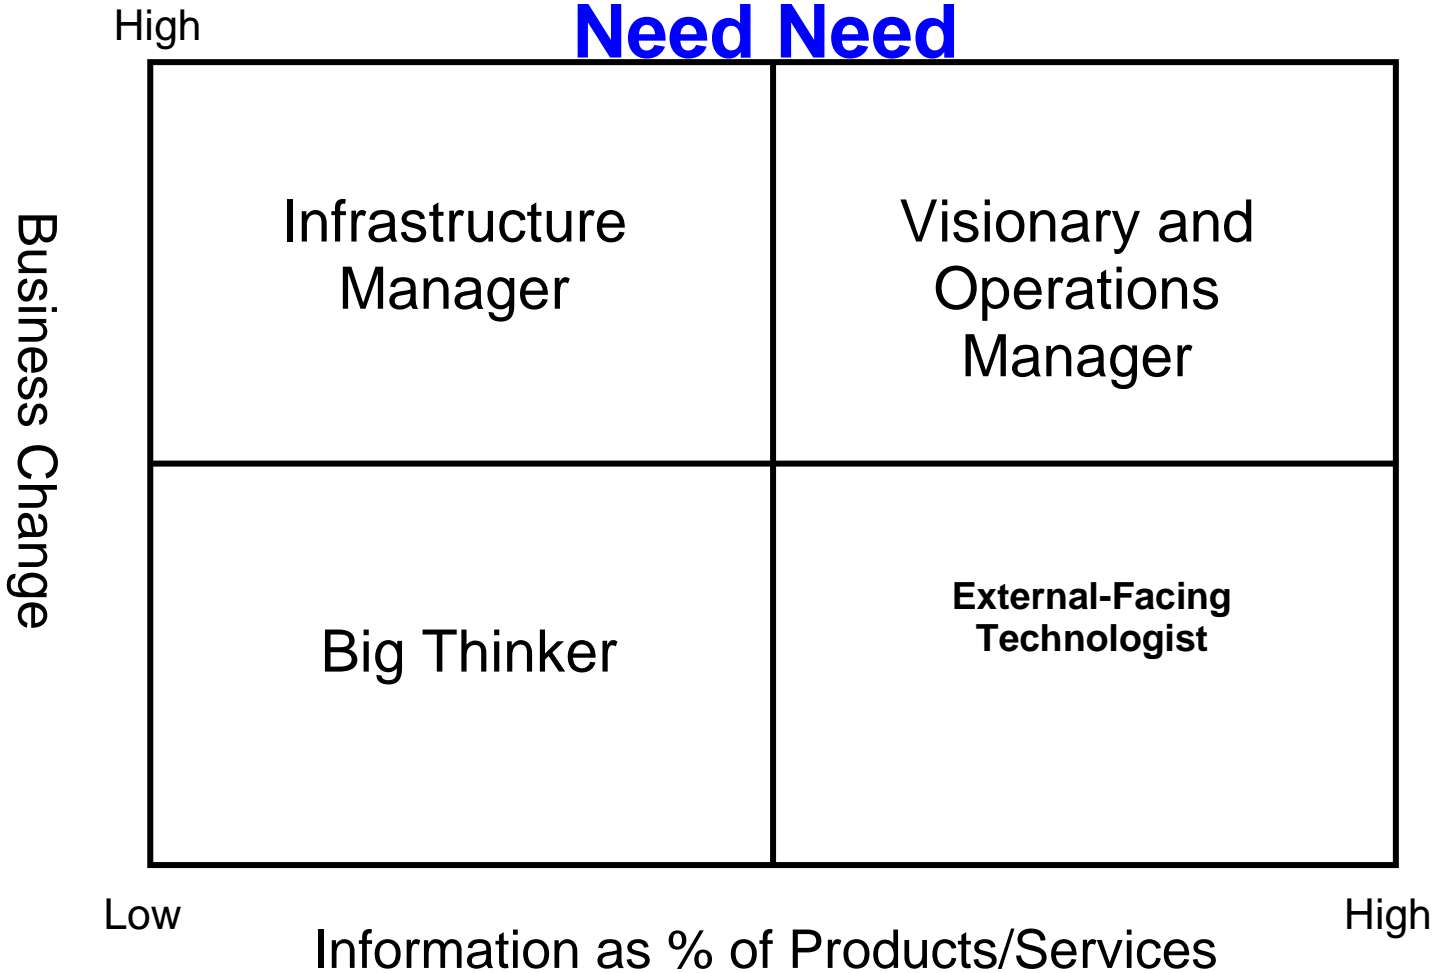 High
Need Need
Business Change
Infrastructure
Manager
Visionary and
Operations
Manager
Big Thinker
External-Facing
Technologist
Low
High
Information as % of Products/Services